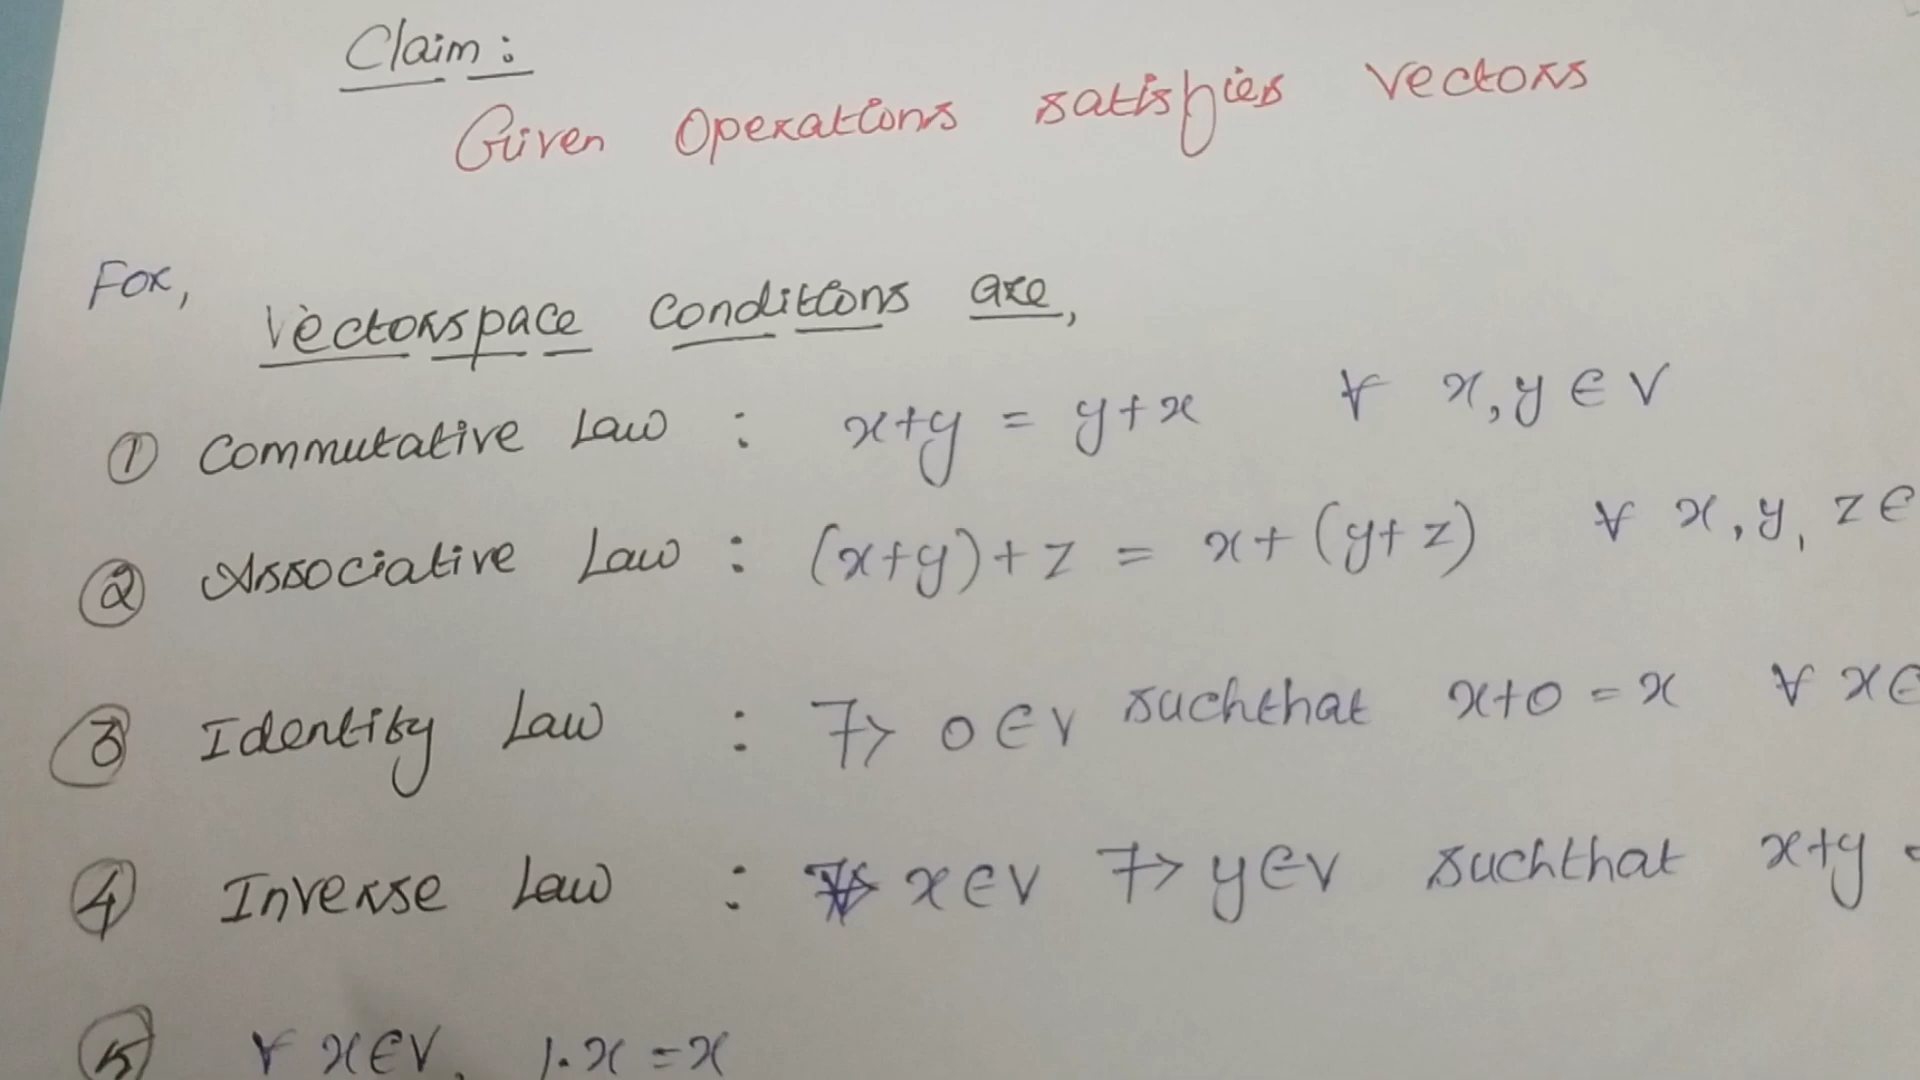 Claim :
Given Operations satisfies Vectors
For,
Vectorspace Conditions are,
① Commutative Law : x+y = y+x ∀ x,y ∈ V
② Associative Law : (x+y)+z = x+(y+z) ∀ x,y, z ∈
③ Identity Law : ∃ 0 ∈ V suchthat x+0 = x ∀ x ∈
④ Inverse Law : ∀ x ∈ V ∃ y ∈ V suchthat x+y
⑤ ∀ x ∈ V, 1.x = x